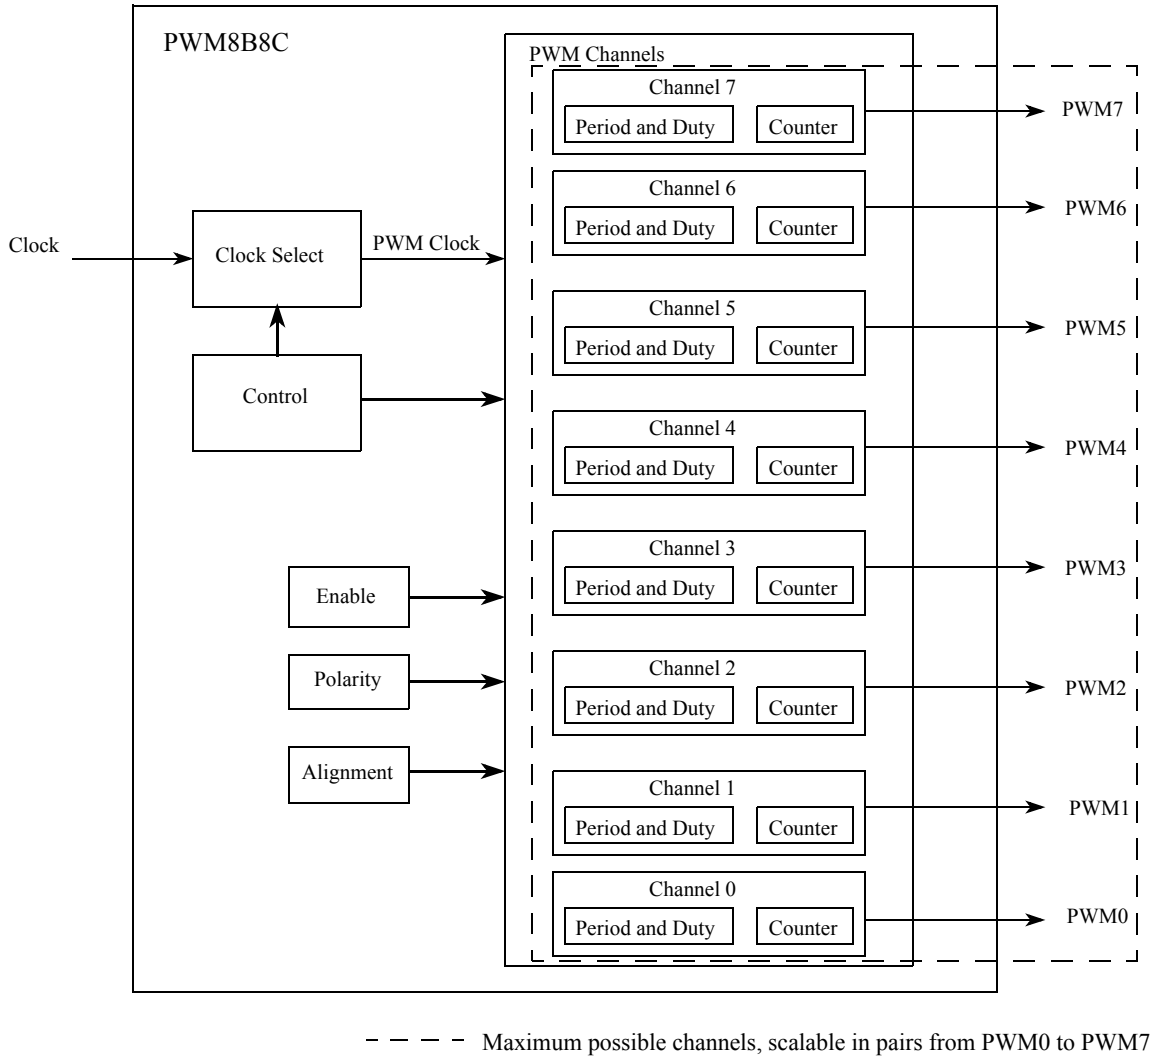 PWM8B8C
PWM Channels
Channel 7
Period and Duty
Counter
PWM7
Channel 6
Period and Duty
Counter
PWM6
Clock
Clock Select
PWM Clock
Channel 5
Period and Duty
Counter
PWM5
Control
Channel 4
Period and Duty
Counter
PWM4
Channel 3
Period and Duty
Counter
PWM3
Enable
Polarity
Channel 2
Period and Duty
Counter
PWM2
Alignment
Channel 1
Period and Duty
Counter
PWM1
Channel 0
Period and Duty
Counter
PWM0
Maximum possible channels, scalable in pairs from PWM0 to PWM7